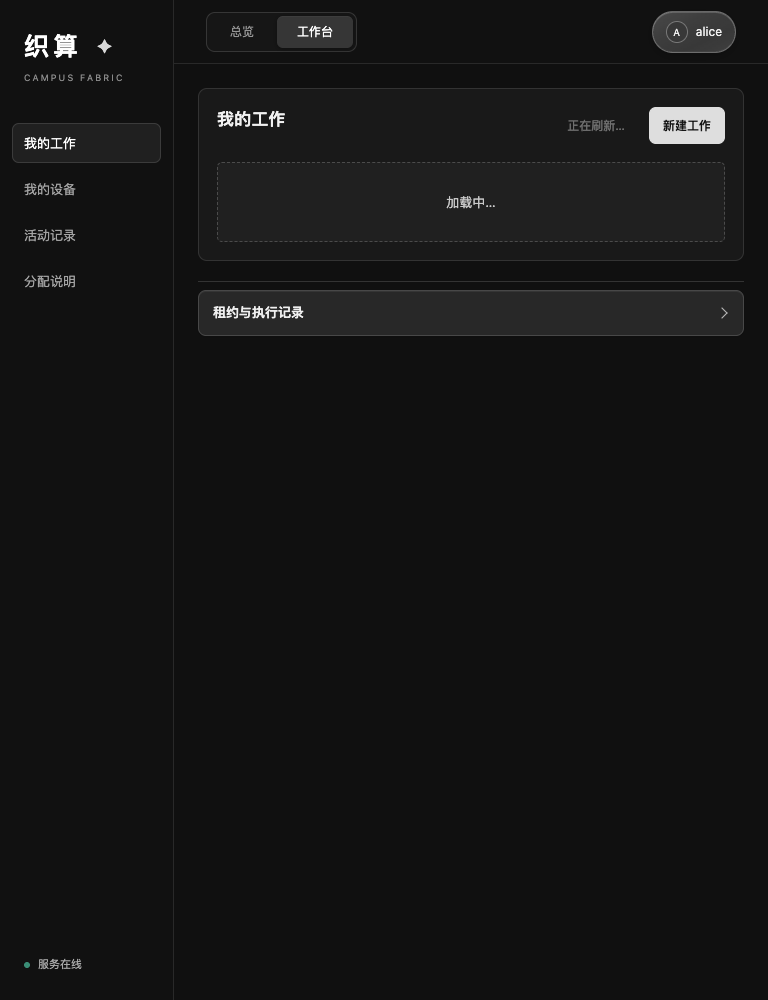 织算
CAMPUS FABRIC
我的工作
我的设备
活动记录
分配说明
服务在线
总览
工作台
A
alice
我的工作
正在刷新...
新建工作
加载中...
租约与执行记录